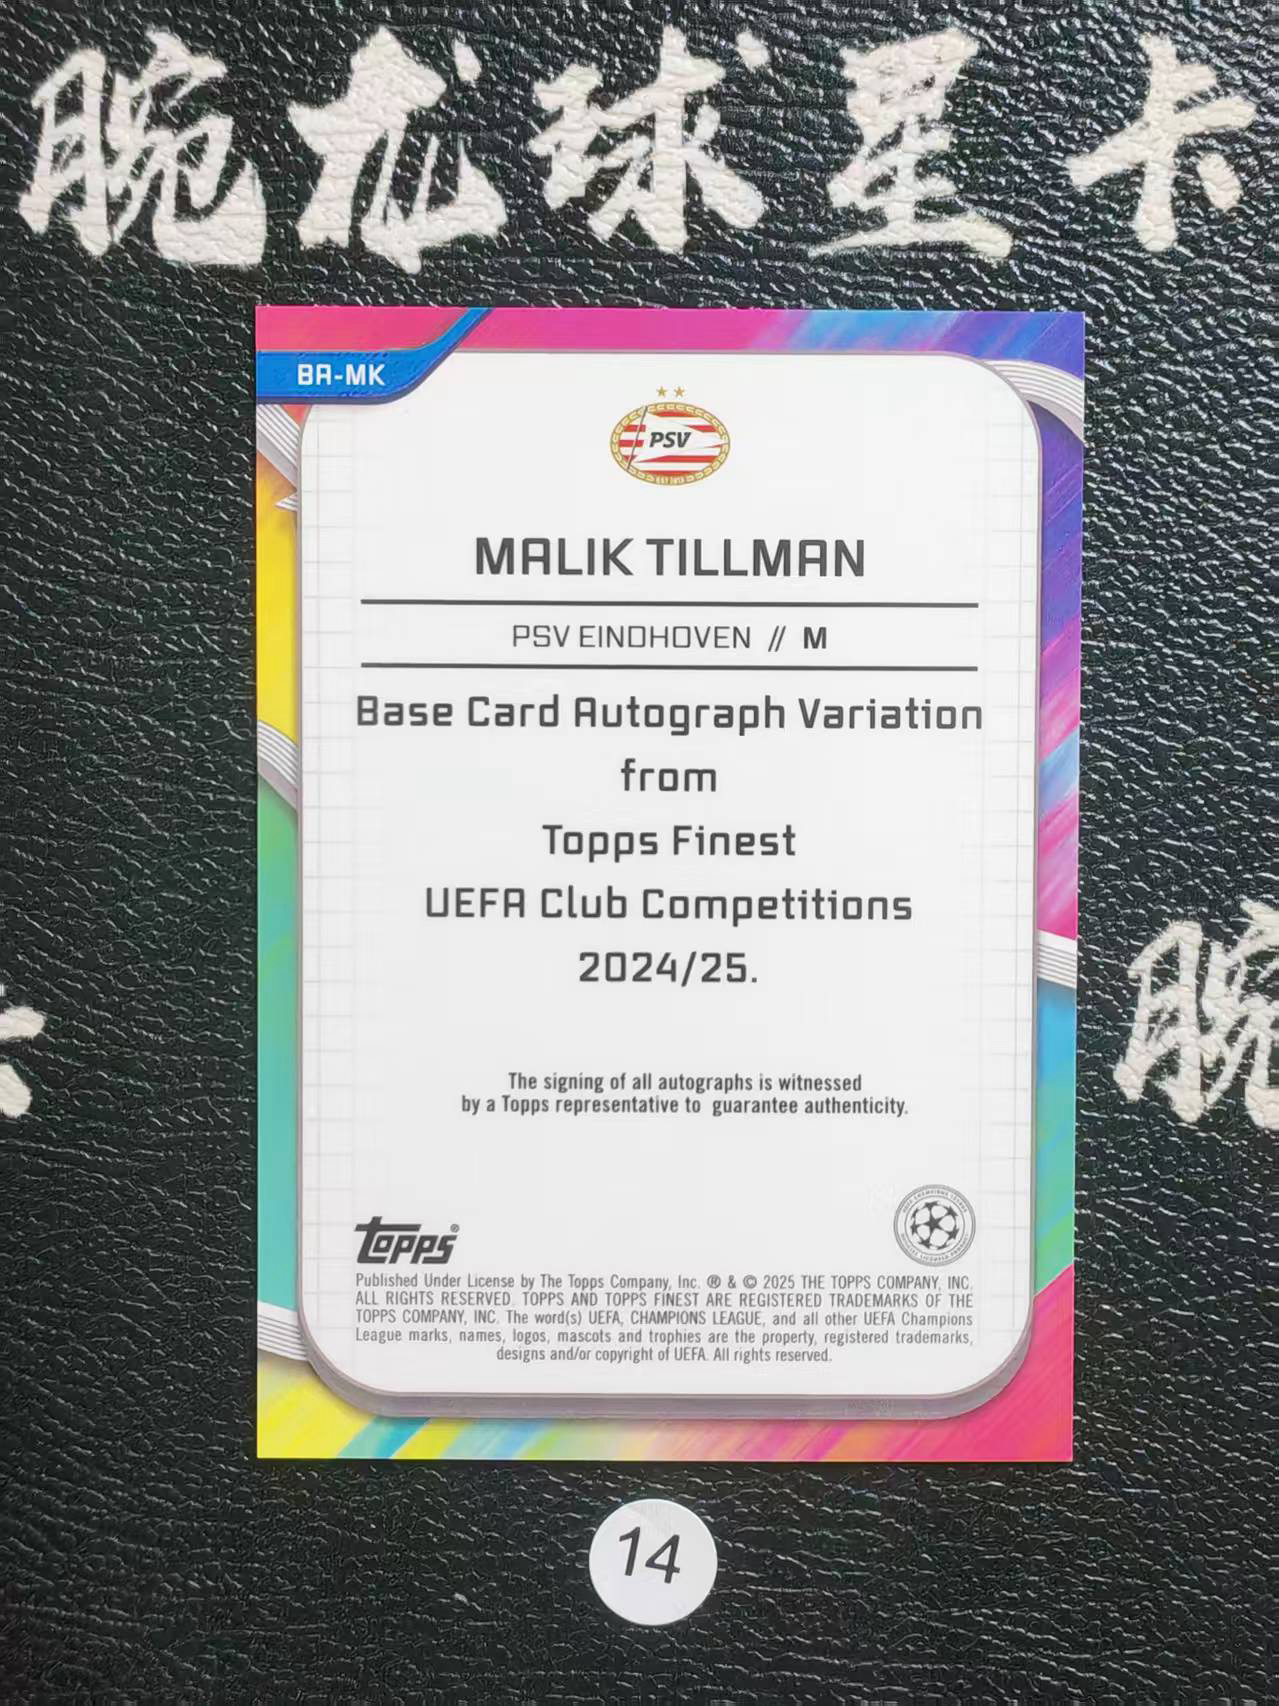 腕龙球星卡
BA-MK
PSV
EST 1913
MALIK TILLMAN
PSV EINDHOVEN // M
Base Card Autograph Variation
from
Topps Finest
UEFA Club Competitions
2024/25.
腕
The signing of all autographs is witnessed
by a Topps representative to guarantee authenticity.
topps®
Published Under License by The Topps Company, Inc. ® & © 2025 THE TOPPS COMPANY, INC.
ALL RIGHTS RESERVED. TOPPS AND TOPPS FINEST ARE REGISTERED TRADEMARKS OF THE
TOPPS COMPANY, INC. The word(s) UEFA, CHAMPIONS LEAGUE, and all other UEFA Champions
League marks, names, logos, mascots and trophies are the property, registered trademarks,
designs and/or copyright of UEFA. All rights reserved.
14